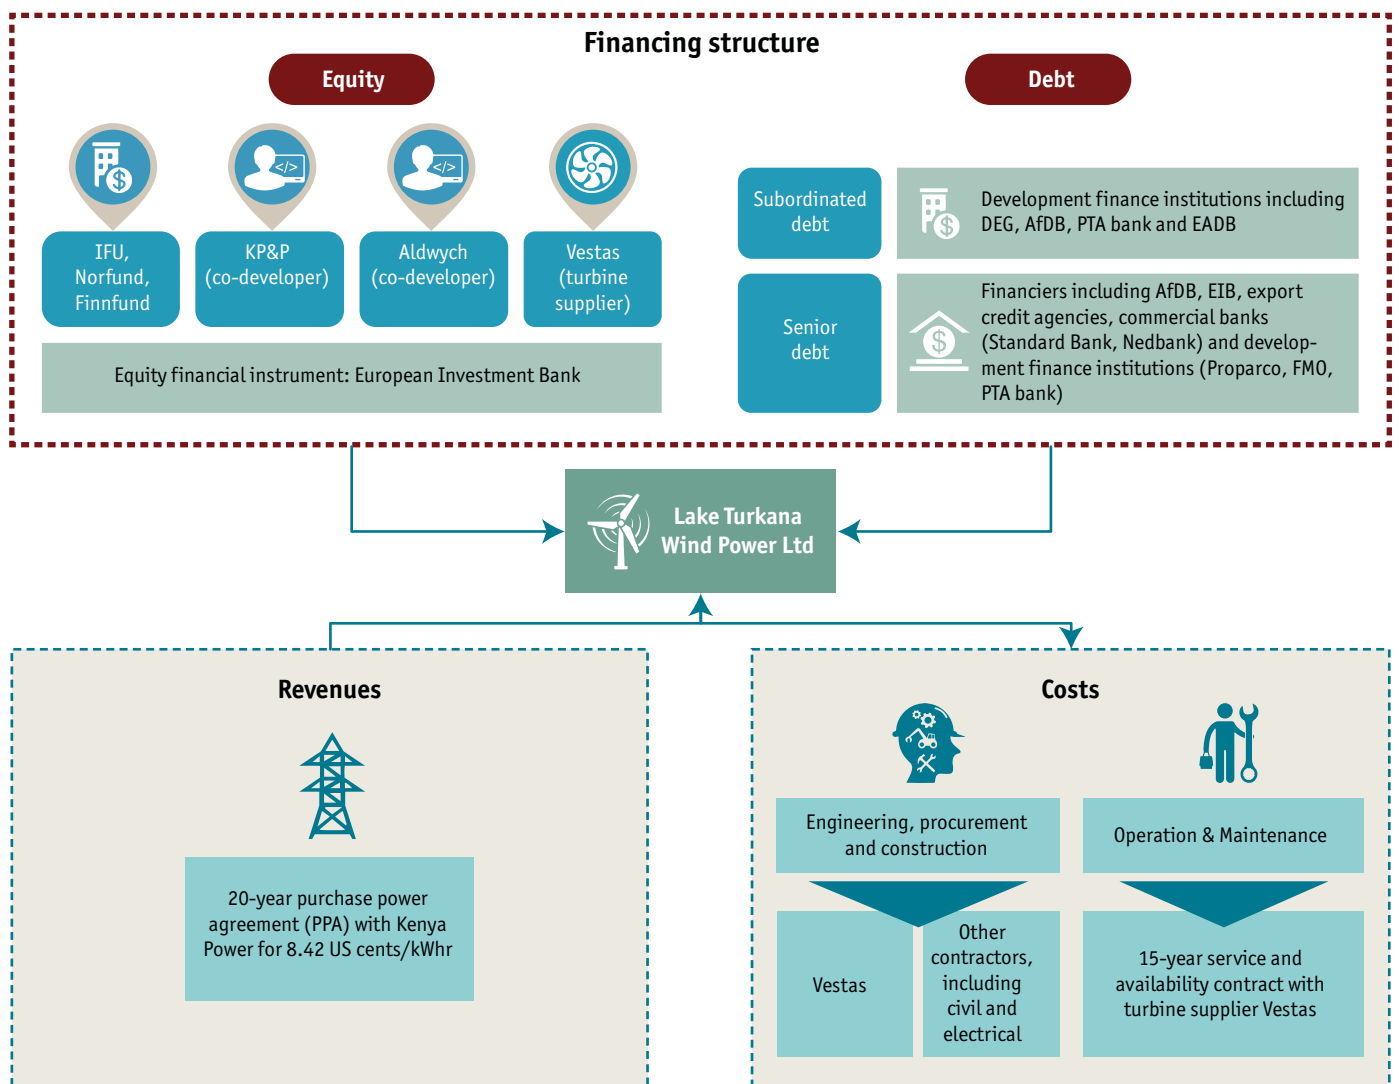 Financing structure
Equity
Debt
</>
</>
IFU,
Norfund,
Finnfund
KP&P
(co-developer)
Aldwych
(co-developer)
Vestas
(turbine
supplier)
Equity financial instrument: European Investment Bank
Subordinated
debt
$
Development finance institutions including
DEG, AfDB, PTA bank and EADB
Senior
debt
$
Financiers including AfDB, EIB, export
credit agencies, commercial banks
(Standard Bank, Nedbank) and develop-
ment finance institutions (Proparco, FMO,
PTA bank)
$
Lake Turkana
Wind Power Ltd
Revenues
20-year purchase power
agreement (PPA) with Kenya
Power for 8.42 US cents/kWhr
Costs
Engineering, procurement
and construction
Vestas
Other
contractors,
including
civil and
electrical
Operation & Maintenance
15-year service and
availability contract with
turbine supplier Vestas